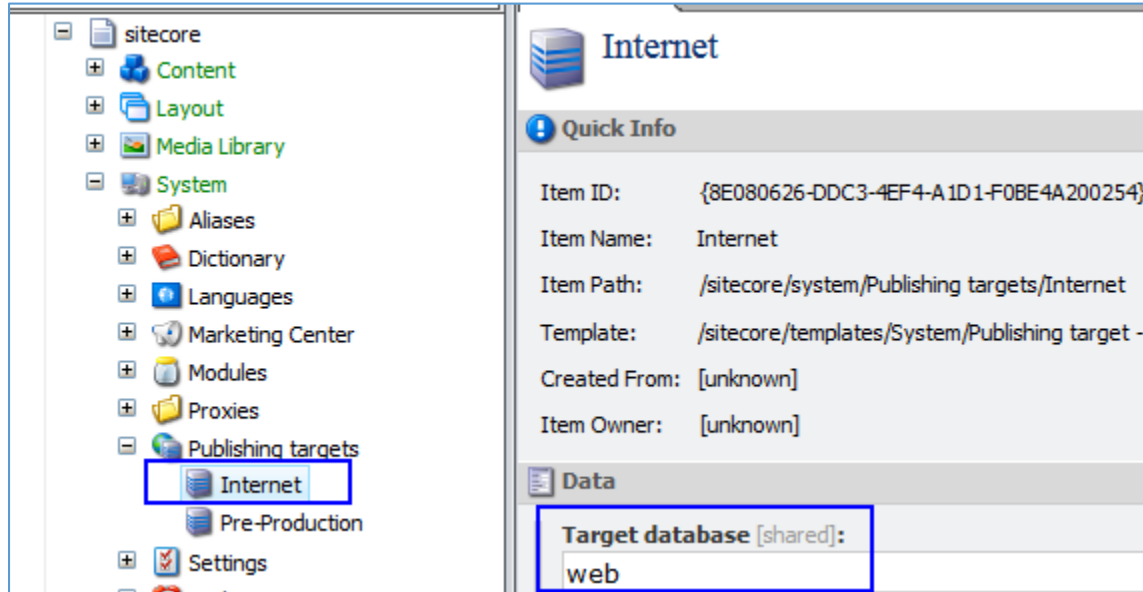 sitecore
Content
Layout
Media Library
System
Aliases
Dictionary
Languages
Marketing Center
Modules
Proxies
Publishing targets
Internet
Pre-Production
Settings
Internet
Quick Info
Item ID: {8E080626-DDC3-4EF4-A1D1-F0BE4A200254}
Item Name: Internet
Item Path: /sitecore/system/Publishing targets/Internet
Template: /sitecore/templates/System/Publishing target -
Created From: [unknown]
Item Owner: [unknown]
Data
Target database [shared]:
web